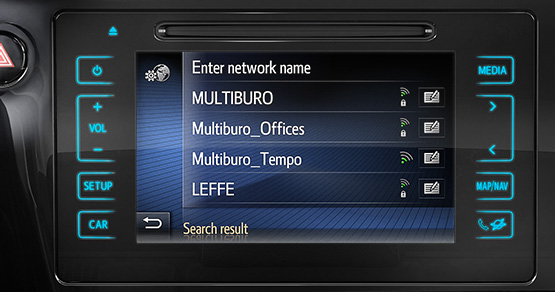 Enter network name
MULTIBURO
Multiburo_Offices
Multiburo_Tempo
LEFFE
Search result
VOL
SETUP
CAR
MEDIA
MAP/NAV